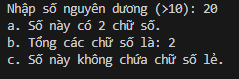 Nhập số nguyên dương (>10): 20
a. Số này có 2 chữ số.
b. Tổng các chữ số là: 2
c. Số này không chứa chữ số lẻ.